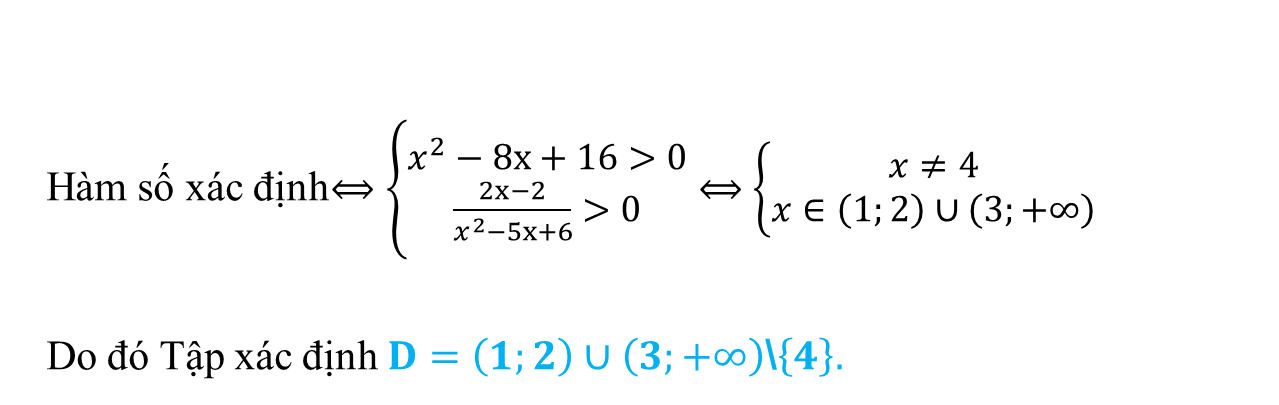 Hàm số xác định⇔ {x² − 8x + 16 > 0; (2x−2)/(x²−5x+6) > 0 ⇔ {x ≠ 4; x ∈ (1; 2) ∪ (3; +∞)
Do đó Tập xác định D = (1; 2) ∪ (3; +∞)\{4}.